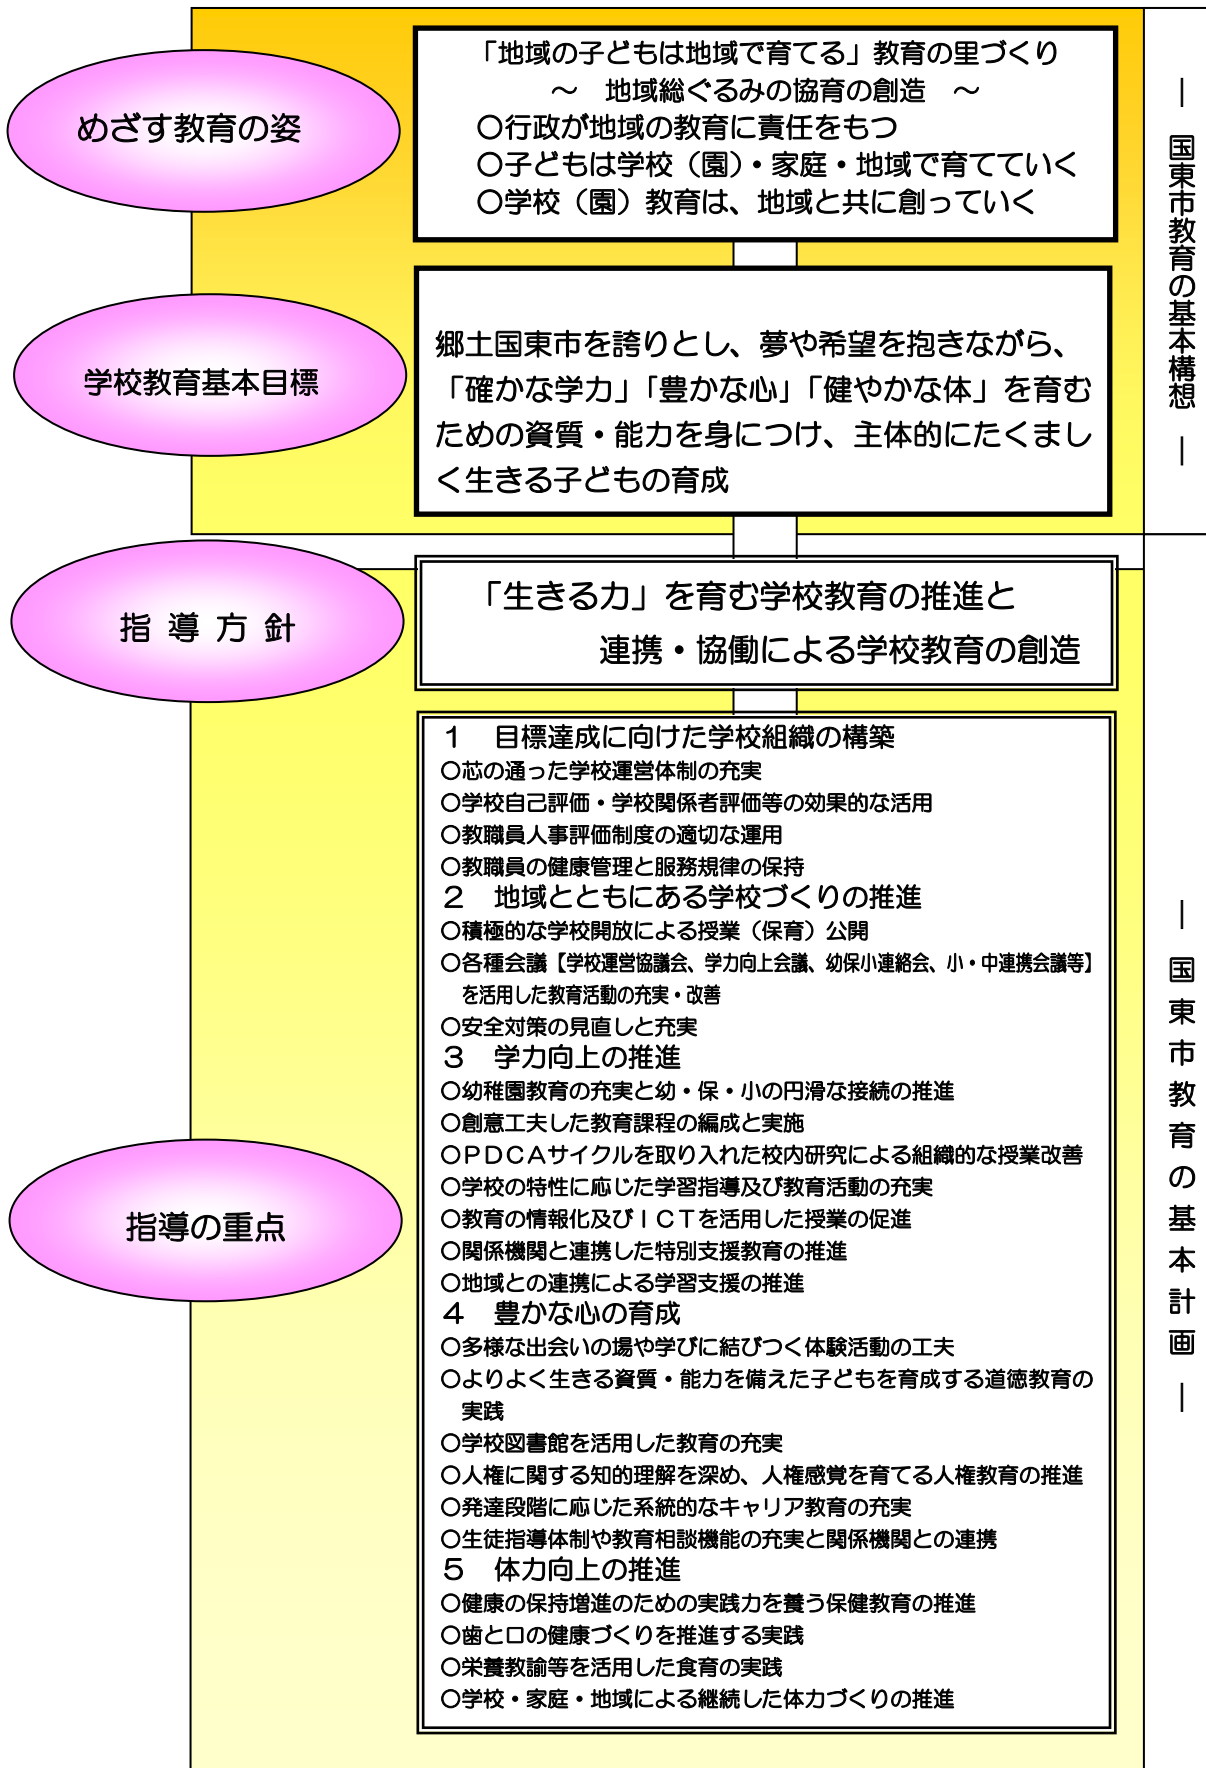 めざす教育の姿
「地域の子どもは地域で育てる」教育の里づくり
～　地域総ぐるみの協育の創造　～
〇行政が地域の教育に責任をもつ
〇子どもは学校（園）・家庭・地域で育てていく
〇学校（園）教育は、地域と共に創っていく
学校教育基本目標
郷土国東市を誇りとし、夢や希望を抱きながら、
「確かな学力」「豊かな心」「健やかな体」を育む
ための資質・能力を身につけ、主体的にたくまし
く生きる子どもの育成
｜　国東市教育の基本構想　｜
指 導 方 針
「生きる力」を育む学校教育の推進と
連携・協働による学校教育の創造
指導の重点
１　目標達成に向けた学校組織の構築
〇芯の通った学校運営体制の充実
〇学校自己評価・学校関係者評価等の効果的な活用
〇教職員人事評価制度の適切な運用
〇教職員の健康管理と服務規律の保持
２　地域とともにある学校づくりの推進
〇積極的な学校開放による授業（保育）公開
〇各種会議【学校運営協議会、学力向上会議、幼保小連絡会、小・中連携会議等】
を活用した教育活動の充実・改善
〇安全対策の見直しと充実
３　学力向上の推進
〇幼稚園教育の充実と幼・保・小の円滑な接続の推進
〇創意工夫した教育課程の編成と実施
〇ＰＤＣＡサイクルを取り入れた校内研究による組織的な授業改善
〇学校の特性に応じた学習指導及び教育活動の充実
〇教育の情報化及びＩＣＴを活用した授業の促進
〇関係機関と連携した特別支援教育の推進
〇地域との連携による学習支援の推進
４　豊かな心の育成
〇多様な出会いの場や学びに結びつく体験活動の工夫
〇よりよく生きる資質・能力を備えた子どもを育成する道徳教育の
実践
〇学校図書館を活用した教育の充実
〇人権に関する知的理解を深め、人権感覚を育てる人権教育の推進
〇発達段階に応じた系統的なキャリア教育の充実
〇生徒指導体制や教育相談機能の充実と関係機関との連携
５　体力向上の推進
〇健康の保持増進のための実践力を養う保健教育の推進
〇歯と口の健康づくりを推進する実践
〇栄養教諭等を活用した食育の実践
〇学校・家庭・地域による継続した体力づくりの推進
｜　国東市教育の基本計画　｜